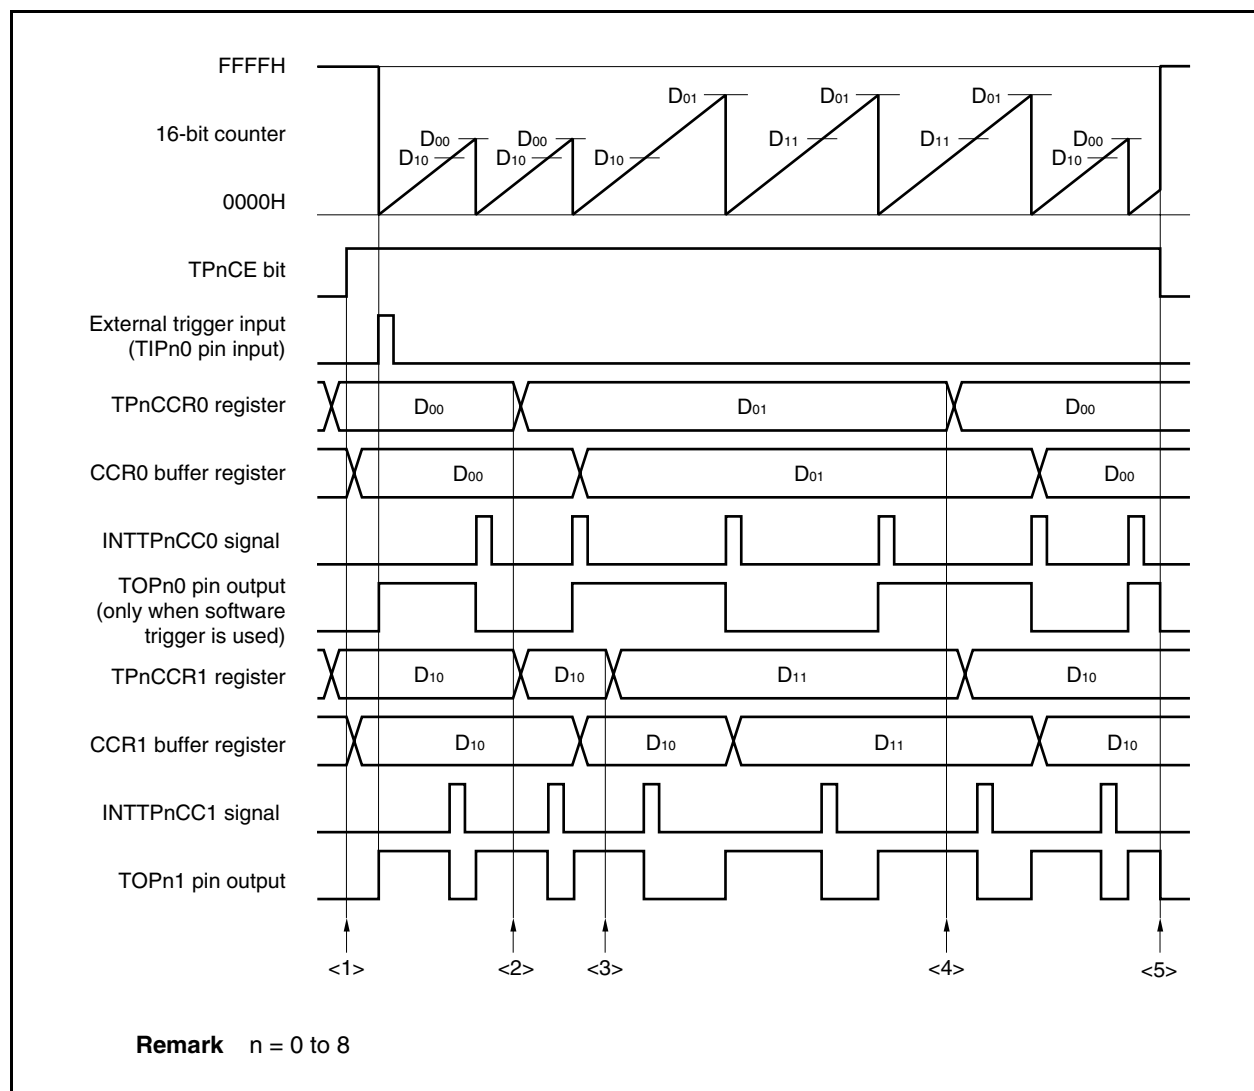 FFFFH
D01 D01 D01
16-bit counter
D00 D00 D11 D11 D00
D10 D10 D10 D10
0000H
TPnCE bit
External trigger input
(TIPn0 pin input)
TPnCCR0 register D00 D01 D00
CCR0 buffer register D00 D01 D00
INTTPnCC0 signal
TOPn0 pin output
(only when software
trigger is used)
TPnCCR1 register D10 D10 D11 D10
CCR1 buffer register D10 D10 D11 D10
INTTPnCC1 signal
TOPn1 pin output
<1> <2> <3> <4> <5>
Remark n = 0 to 8